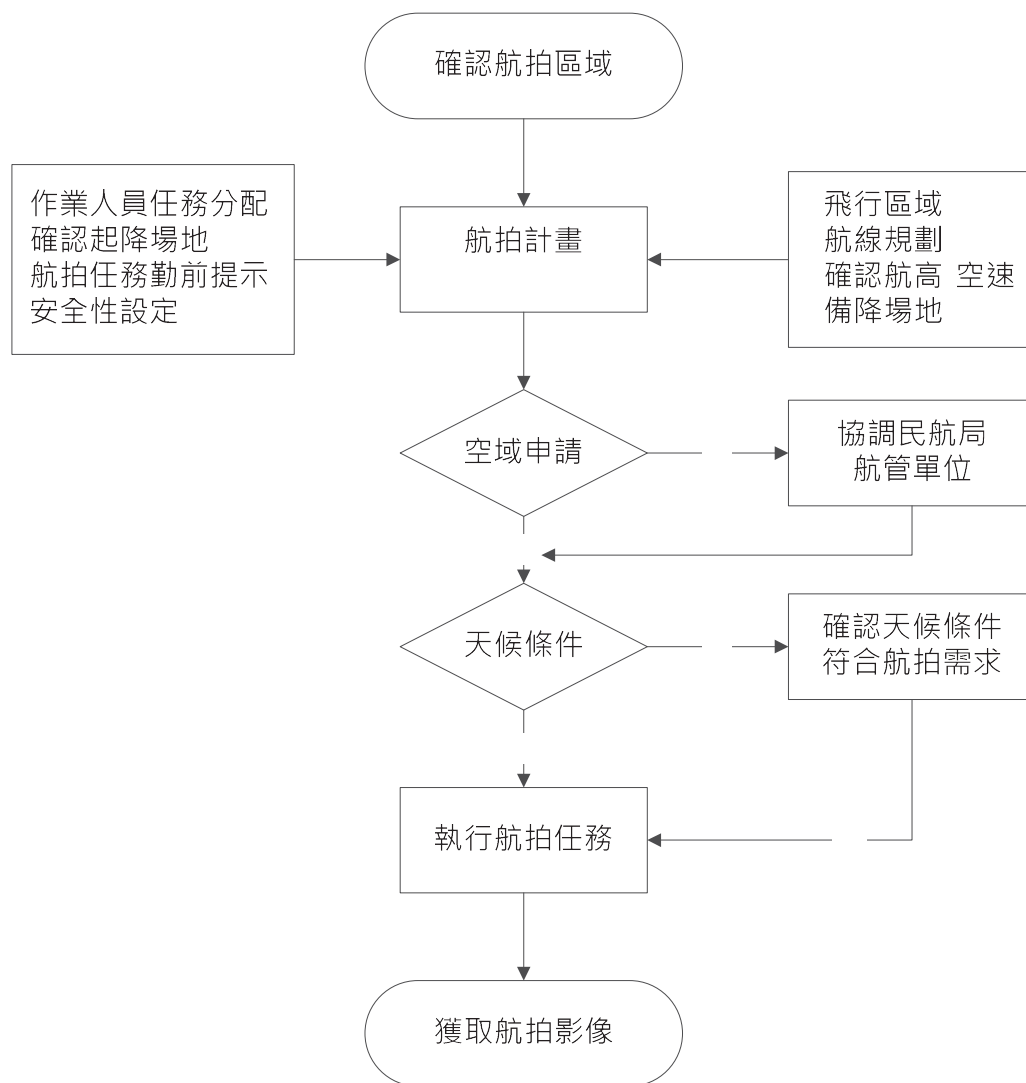 確認航拍區域
作業人員任務分配
確認起降場地
航拍任務勤前提示
安全性設定
航拍計畫
飛行區域
航線規劃
確認航高 空速
備降場地
空域申請
協調民航局
航管單位
天候條件
確認天候條件
符合航拍需求
執行航拍任務
獲取航拍影像